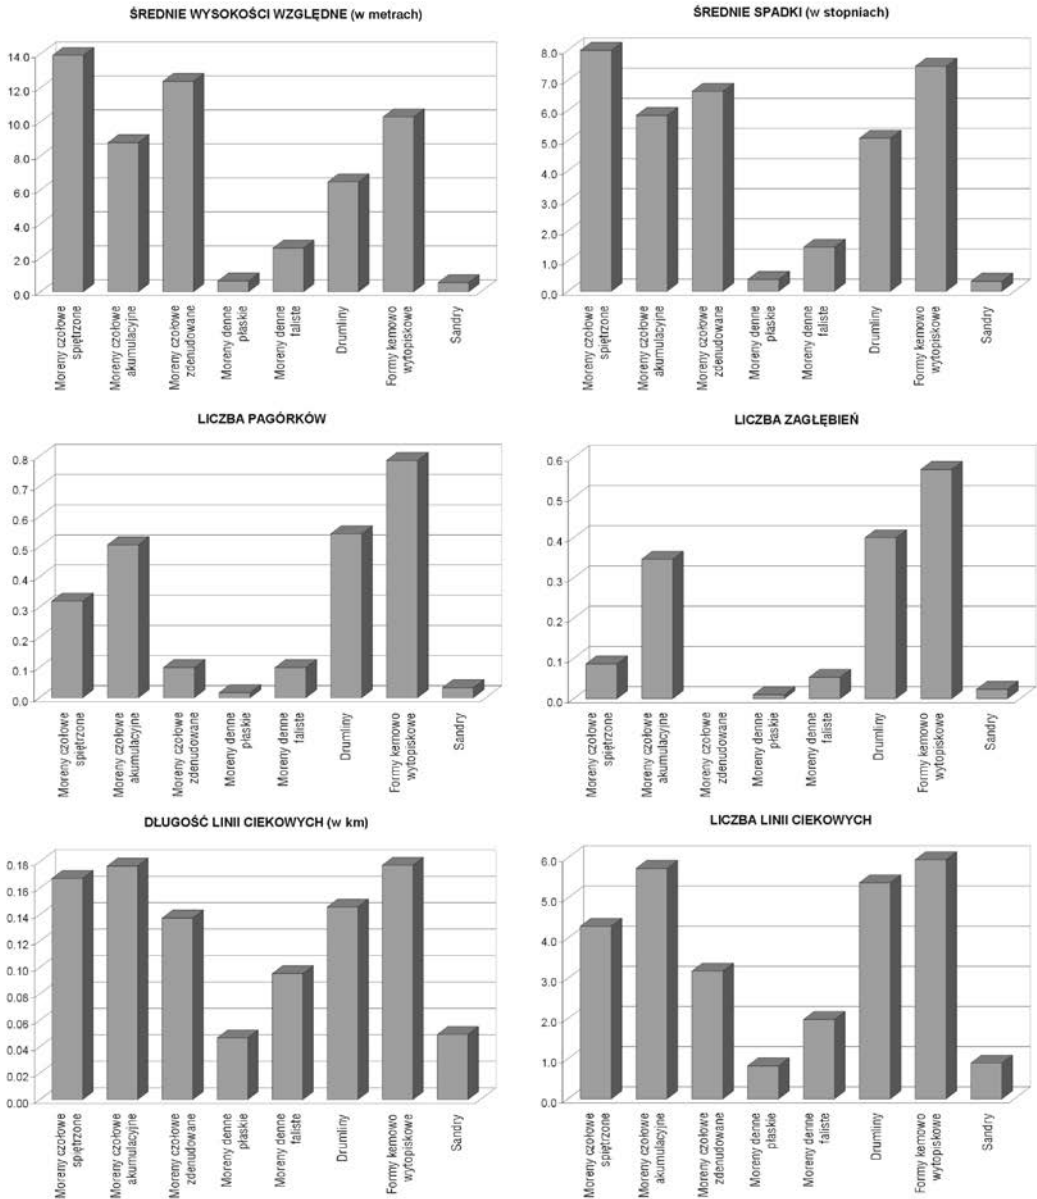 ŚREDNIE WYSOKOŚCI WZGLĘDNE (w metrach)
14.0
12.0
10.0
8.0
6.0
4.0
2.0
0.0
Moreny czołowe
spiętrzone
Moreny czołowe
akumulacyjne
Moreny czołowe
zdenudowane
Moreny denne
płaskie
Moreny denne
faliste
Drumliny
Formy kemowo
wytopiskowe
Sandry
ŚREDNIE SPADKI (w stopniach)
8.0
7.0
6.0
5.0
4.0
3.0
2.0
1.0
0.0
Moreny czołowe
spiętrzone
Moreny czołowe
akumulacyjne
Moreny czołowe
zdenudowane
Moreny denne
płaskie
Moreny denne
faliste
Drumliny
Formy kemowo
wytopiskowe
Sandry
LICZBA PAGÓRKÓW
0.8
0.7
0.6
0.5
0.4
0.3
0.2
0.1
0.0
Moreny czołowe
spiętrzone
Moreny czołowe
akumulacyjne
Moreny czołowe
zdenudowane
Moreny denne
płaskie
Moreny denne
faliste
Drumliny
Formy kemowo
wytopiskowe
Sandry
LICZBA ZAGŁĘBIEŃ
0.6
0.5
0.4
0.3
0.2
0.1
0.0
Moreny czołowe
spiętrzone
Moreny czołowe
akumulacyjne
Moreny czołowe
zdenudowane
Moreny denne
płaskie
Moreny denne
faliste
Drumliny
Formy kemowo
wytopiskowe
Sandry
DŁUGOŚĆ LINII CIEKOWYCH (w km)
0.18
0.16
0.14
0.12
0.10
0.08
0.06
0.04
0.02
0.00
Moreny czołowe
spiętrzone
Moreny czołowe
akumulacyjne
Moreny czołowe
zdenudowane
Moreny denne
płaskie
Moreny denne
faliste
Drumliny
Formy kemowo
wytopiskowe
Sandry
LICZBA LINII CIEKOWYCH
6.0
5.0
4.0
3.0
2.0
1.0
0.0
Moreny czołowe
spiętrzone
Moreny czołowe
akumulacyjne
Moreny czołowe
zdenudowane
Moreny denne
płaskie
Moreny denne
faliste
Drumliny
Formy kemowo
wytopiskowe
Sandry